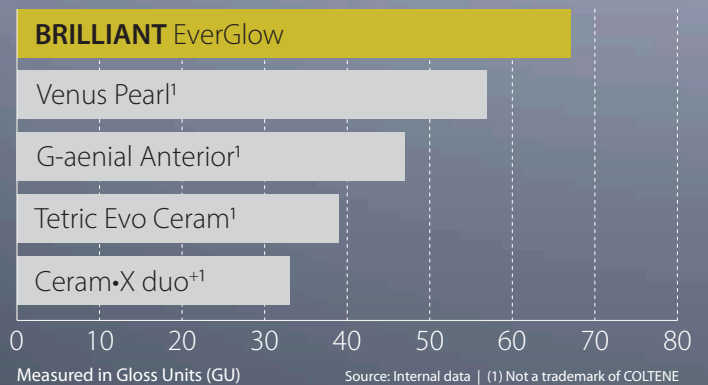 BRILLIANT EverGlow
Venus Pearl¹
G-aenial Anterior¹
Tetric Evo Ceram¹
Ceram•X duo⁺¹
0 10 20 30 40 50 60 70 80
Measured in Gloss Units (GU) Source: Internal data | (1) Not a trademark of COLTENE